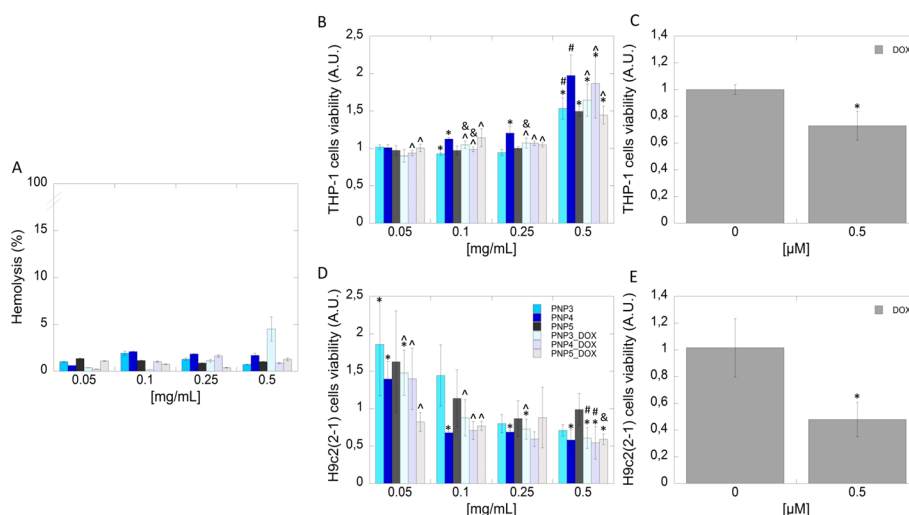 A
Hemolysis (%)
100
15
10
5
0
0.05 0.1 0.25 0.5
[mg/mL]
B
THP-1 cells viability (A.U.)
2,5
2
1,5
1
0,5
0
# # ^ * * * ^ *
^ ^ * * & ^ & ^ ^ * & ^ ^ ^
0.05 0.1 0.25 0.5
[mg/mL]
C
THP-1 cells viability (A.U.)
1,4
1,2
1
0,8
0,6
0,4
0,2
0
DOX
*
0 0.5
[µM]
D
H9c2(2-1) cells viability (A.U.)
2,5
2
1,5
1
0,5
0
PNP3
PNP4
PNP5
PNP3_DOX
PNP4_DOX
PNP5_DOX
* * ^ * ^ ^
* ^ ^ ^
* ^ *
* # * # * & *
0.05 0.1 0.25 0.5
[mg/mL]
E
H9c2(2-1) cells viability (A.U.)
1,4
1,2
1
0,8
0,6
0,4
0,2
0
DOX
*
0 0.5
[µM]